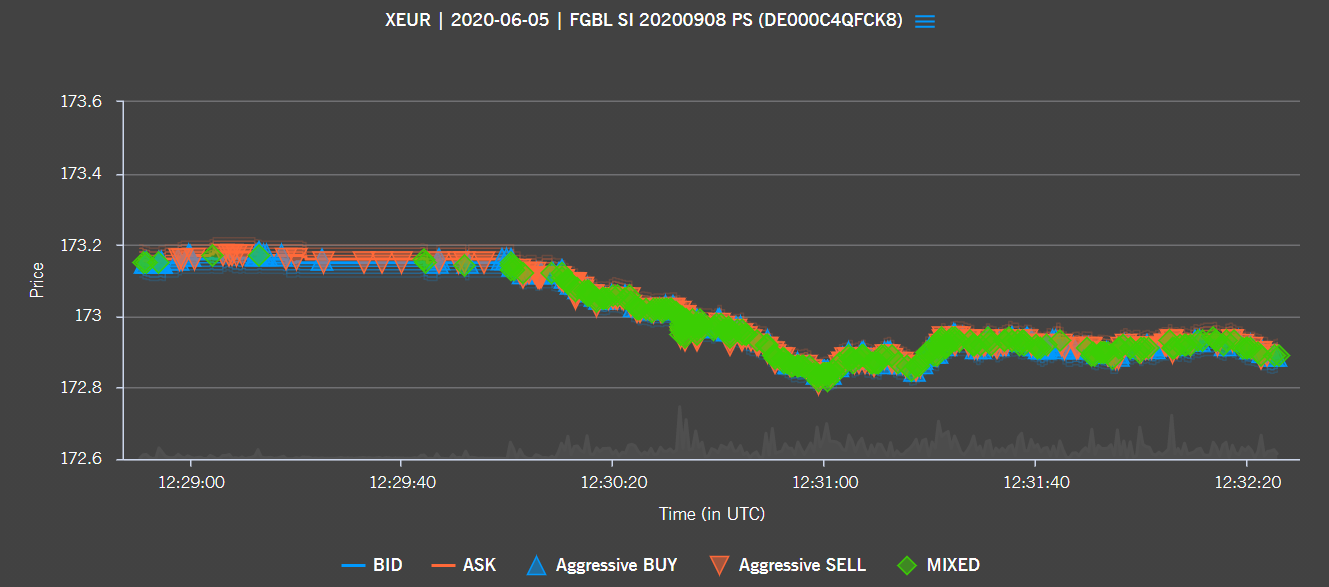 XEUR | 2020-06-05 | FGBL SI 20200908 PS (DE000C4QFCK8)
173.6
173.4
173.2
173
172.8
172.6
Price
12:29:00 12:29:40 12:30:20 12:31:00 12:31:40 12:32:20
Time (in UTC)
BID ASK Aggressive BUY Aggressive SELL MIXED